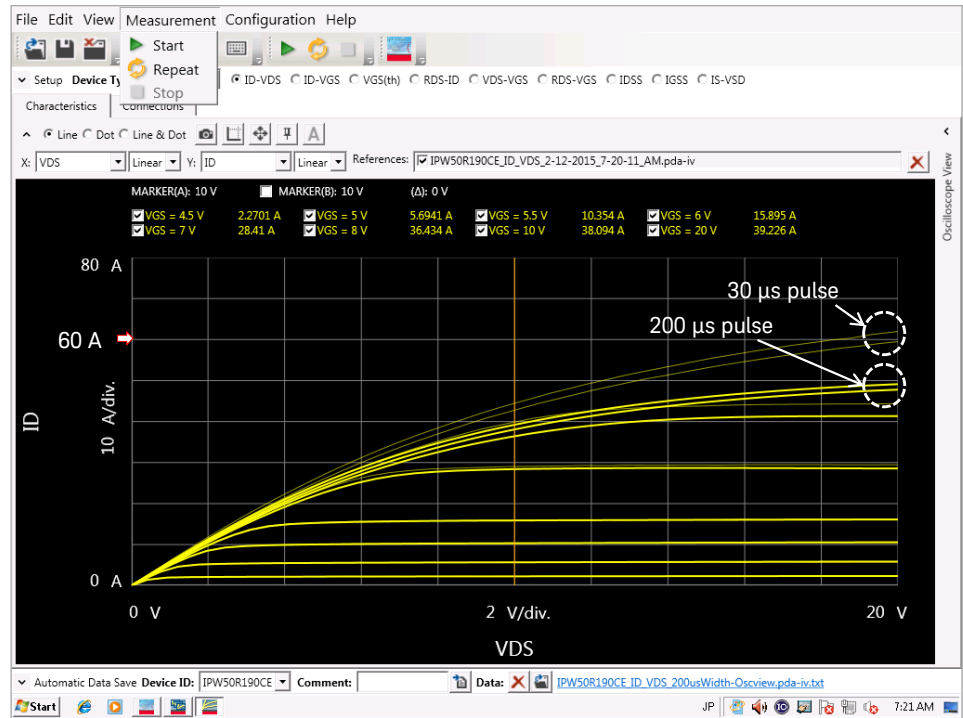 File Edit View Measurement Configuration Help
Start
Repeat
Stop
Setup Device Ty ID-VDS ID-VGS VGS(th) RDS-ID VDS-VGS RDS-VGS IDSS IGSS IS-VSD
Characteristics Connections
Line Dot Line & Dot A
X: VDS Linear Y: ID Linear References: IPW50R190CE_ID_VDS_2-12-2015_7-20-11_AM.pda-iv
Oscilloscope View
MARKER(A): 10 V MARKER(B): 10 V (Δ): 0 V
VGS = 4.5 V 2.2701 A VGS = 5 V 5.6941 A VGS = 5.5 V 10.354 A VGS = 6 V 15.895 A
VGS = 7 V 28.41 A VGS = 8 V 36.434 A VGS = 10 V 38.094 A VGS = 20 V 39.226 A
80 A
30 µs pulse
200 µs pulse
60 A
10 A/div.
ID
0 A
0 V 2 V/div. 20 V
VDS
Automatic Data Save Device ID: IPW50R190CE Comment: Data: IPW50R190CE_ID_VDS_200usWidth-Oscview.pda-iv.txt
Start JP 7:21 AM